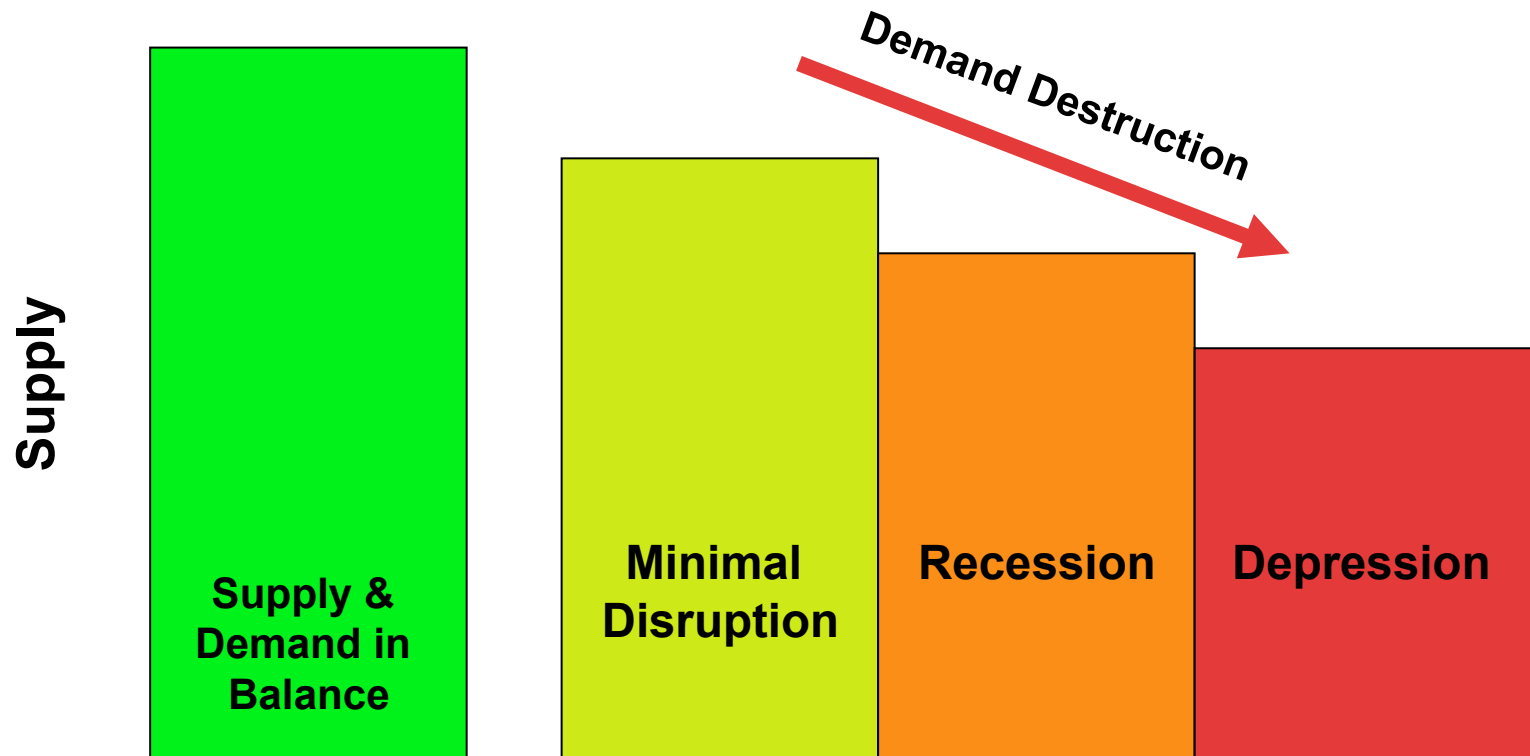 Supply
Demand Destruction
Supply &
Demand in
Balance
Minimal
Disruption
Recession
Depression